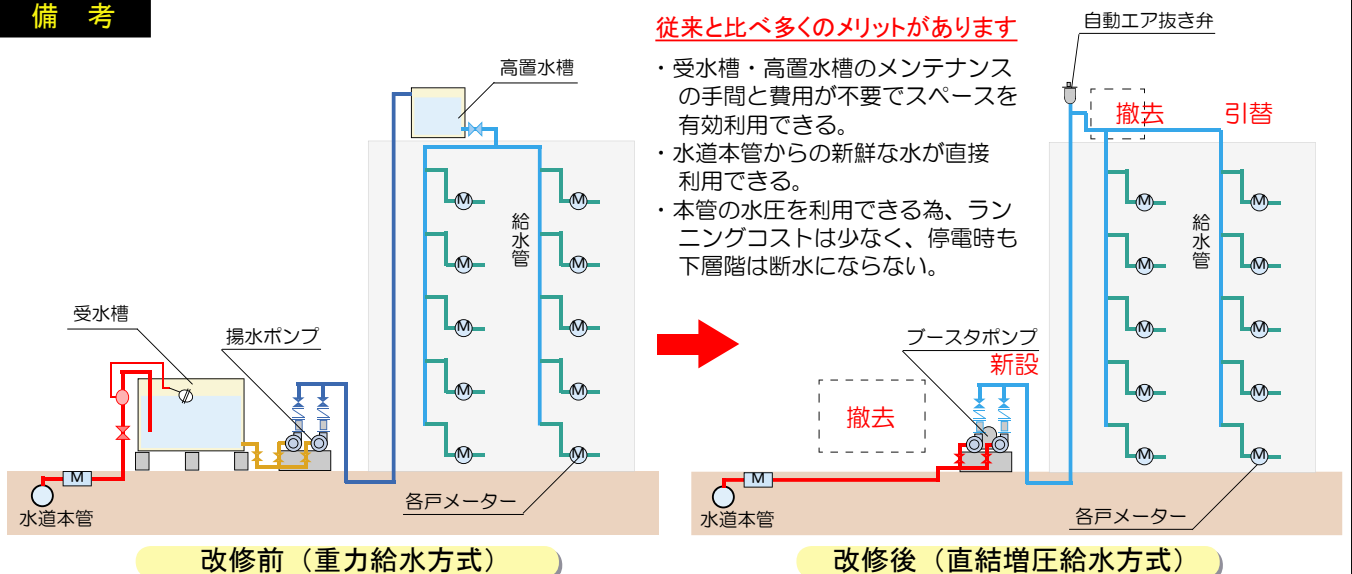 備 考
従来と比べ多くのメリットがあります
・受水槽・高置水槽のメンテナンス
の手間と費用が不要でスペースを
有効利用できる。
・水道本管からの新鮮な水が直接
利用できる。
・本管の水圧を利用できる為、ラン
ニングコストは少なく、停電時も
下層階は断水にならない。
高置水槽
給水管
M
M
M
M
M
M
M
M
M
M
受水槽
揚水ポンプ
M
水道本管
各戸メーター
改修前（重力給水方式）
自動エア抜き弁
撤去
引替
給水管
M
M
M
M
M
M
M
M
M
M
ブースタポンプ
新設
撤去
M
水道本管
各戸メーター
改修後（直結増圧給水方式）